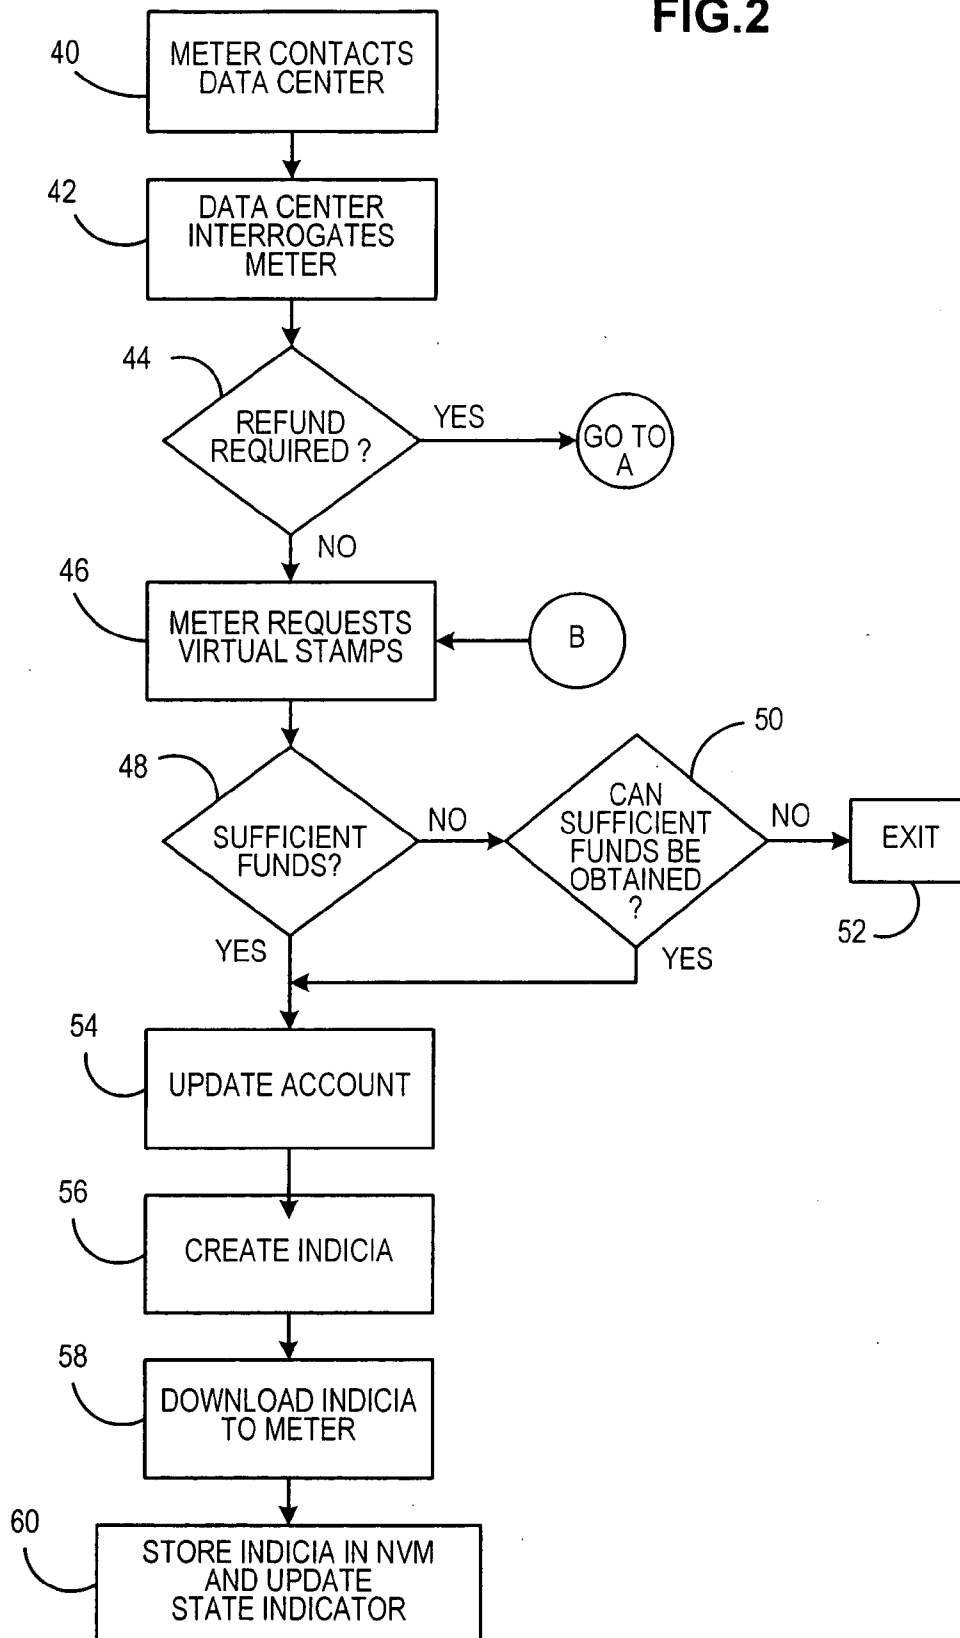 FIG.2
40
METER CONTACTS
DATA CENTER
42
DATA CENTER
INTERROGATES
METER
44
REFUND
REQUIRED ?
YES
GO TO
A
NO
46
METER REQUESTS
VIRTUAL STAMPS
B
48
SUFFICIENT
FUNDS?
NO
50
CAN
SUFFICIENT
FUNDS BE
OBTAINED
?
NO
EXIT
52
YES
YES
54
UPDATE ACCOUNT
56
CREATE INDICIA
58
DOWNLOAD INDICIA
TO METER
60
STORE INDICIA IN NVM
AND UPDATE
STATE INDICATOR